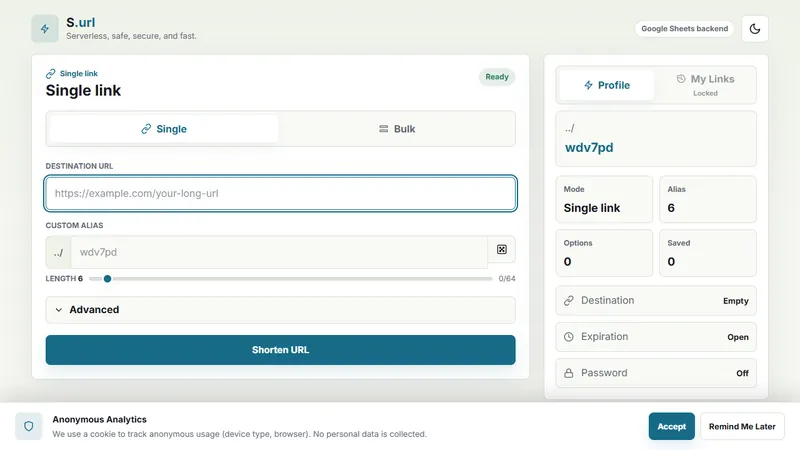 S.url
Serverless, safe, secure, and fast.
Google Sheets backend
Single link
Single link
Ready
Single
Bulk
DESTINATION URL
https://example.com/your-long-url
CUSTOM ALIAS
../
wdv7pd
LENGTH 6
0/64
Advanced
Shorten URL
Profile
My Links
Locked
../
wdv7pd
Mode
Single link
Alias
6
Options
0
Saved
0
Destination
Empty
Expiration
Open
Password
Off
Anonymous Analytics
We use a cookie to track anonymous usage (device type, browser). No personal data is collected.
Accept
Remind Me Later